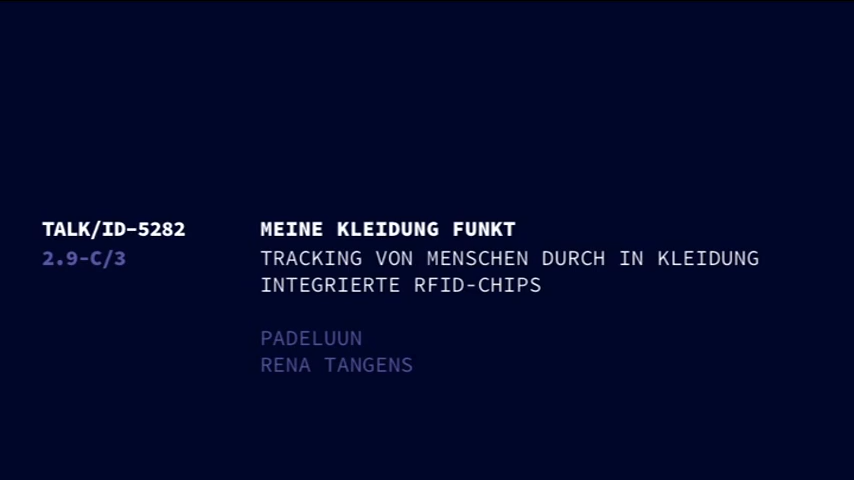 TALK/ID-5282
2.9-C/3
MEINE KLEIDUNG FUNKT
TRACKING VON MENSCHEN DURCH IN KLEIDUNG
INTEGRIERTE RFID-CHIPS
PADELUUN
RENA TANGENS